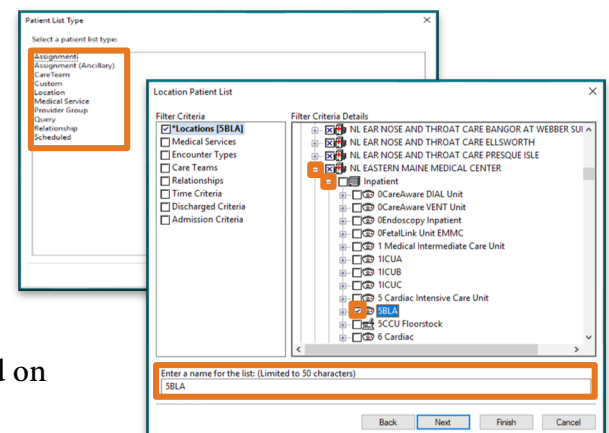 Patient List Type
Select a patient list type:
Assignment
Assignment (Ancillary)
CareTeam
Custom
Location
Medical Service
Provider Group
Query
Relationship
Scheduled
Location Patient List
Filter Criteria
*Locations [5BLA]
Medical Services
Encounter Types
Care Teams
Relationships
Time Criteria
Discharged Criteria
Admission Criteria
Filter Criteria Details
NL EAR NOSE AND THROAT CARE BANGOR AT WEBBER SUI
NL EAR NOSE AND THROAT CARE ELLSWORTH
NL EAR NOSE AND THROAT CARE PRESQUE ISLE
NL EASTERN MAINE MEDICAL CENTER
Inpatient
0CareAware DIAL Unit
0CareAware VENT Unit
0Endoscopy Inpatient
0FetalLink Unit EMMC
1 Medical Intermediate Care Unit
1ICUA
1ICUB
1ICUC
5 Cardiac Intensive Care Unit
5BLA
5CCU Floorstock
6 Cardiac
Enter a name for the list: (Limited to 50 characters)
5BLA
Back Next Finish Cancel
on